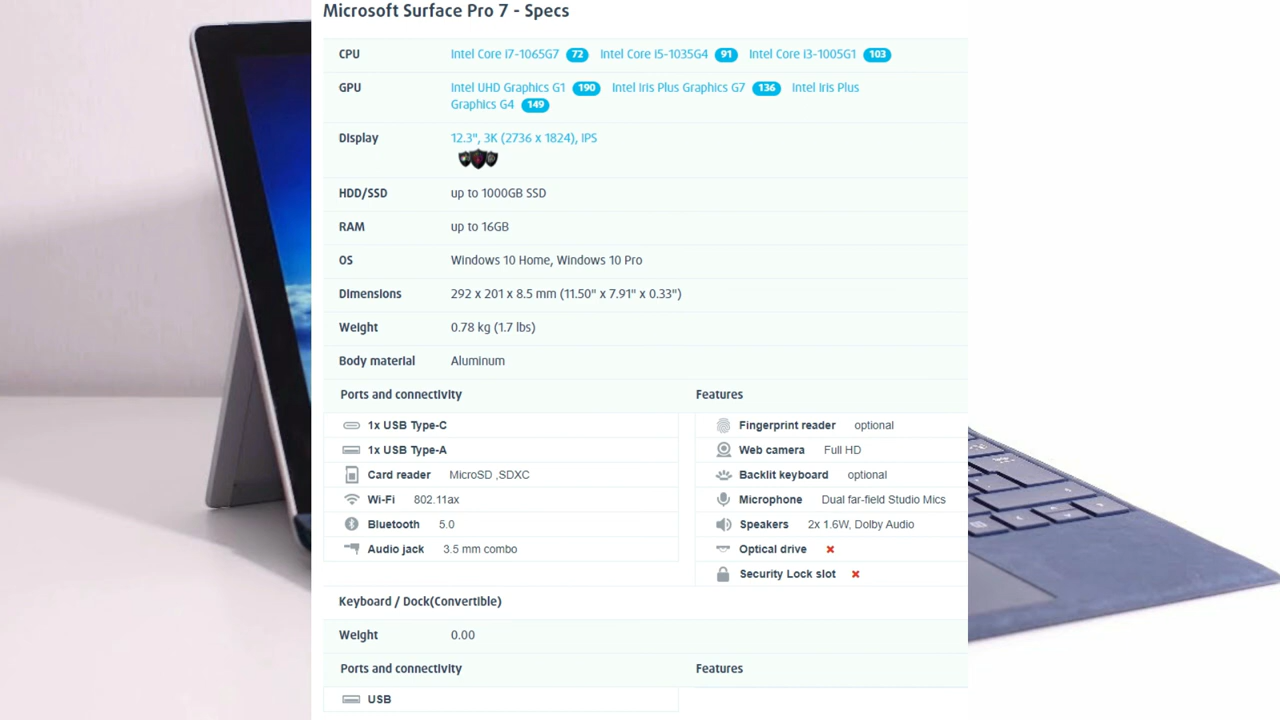 Microsoft Surface Pro 7 - Specs
CPU Intel Core i7-1065G7 72 Intel Core i5-1035G4 91 Intel Core i3-1005G1 103
GPU Intel UHD Graphics G1 190 Intel Iris Plus Graphics G7 136 Intel Iris Plus
Graphics G4 149
Display 12.3", 3K (2736 x 1824), IPS
HDD/SSD up to 1000GB SSD
RAM up to 16GB
OS Windows 10 Home, Windows 10 Pro
Dimensions 292 x 201 x 8.5 mm (11.50" x 7.91" x 0.33")
Weight 0.78 kg (1.7 lbs)
Body material Aluminum
Ports and connectivity Features
1x USB Type-C Fingerprint reader optional
1x USB Type-A Web camera Full HD
Card reader MicroSD ,SDXC Backlit keyboard optional
Wi-Fi 802.11ax Microphone Dual far-field Studio Mics
Bluetooth 5.0 Speakers 2x 1.6W, Dolby Audio
Audio jack 3.5 mm combo Optical drive
Security Lock slot
Keyboard / Dock(Convertible)
Weight 0.00
Ports and connectivity Features
USB